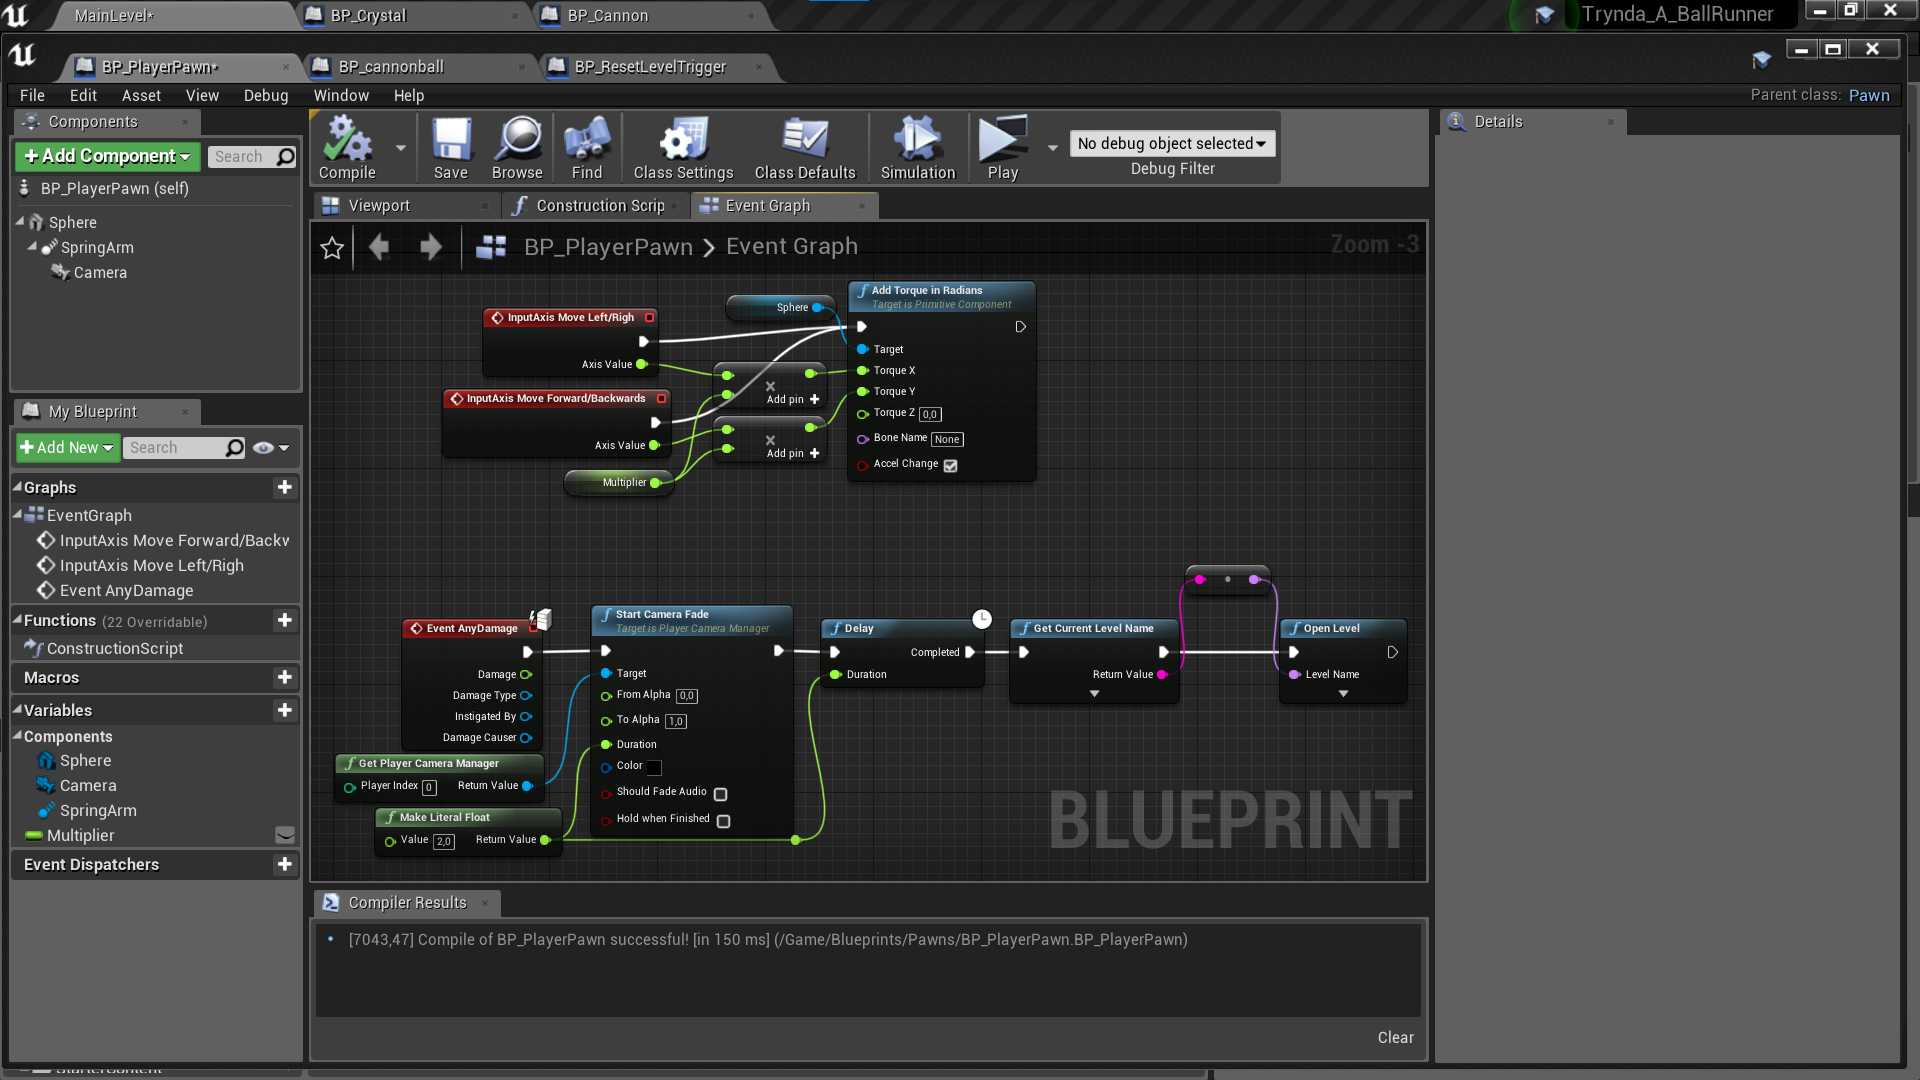 MainLevel*
BP_Crystal
BP_Cannon
Trynda_A_BallRunner
BP_PlayerPawn*
BP_cannonball
BP_ResetLevelTrigger
File Edit Asset View Debug Window Help
Parent class: Pawn
Components
+ Add Component
Search
BP_PlayerPawn (self)
Sphere
SpringArm
Camera
Compile
Save
Browse
Find
Class Settings
Class Defaults
Simulation
Play
No debug object selected
Debug Filter
Details
Viewport
Construction Scrip
Event Graph
BP_PlayerPawn > Event Graph
Zoom -3
InputAxis Move Left/Righ
Axis Value
InputAxis Move Forward/Backwards
Axis Value
Multiplier
Sphere
Add pin +
Add pin +
Add Torque in Radians
Target is Primitive Component
Target
Torque X
Torque Y
Torque Z 0,0
Bone Name None
Accel Change
My Blueprint
+ Add New
Search
Graphs
EventGraph
InputAxis Move Forward/Backw
InputAxis Move Left/Righ
Event AnyDamage
Functions (22 Overridable)
ConstructionScript
Macros
Variables
Components
Sphere
Camera
SpringArm
Multiplier
Event Dispatchers
Event AnyDamage
Damage
Damage Type
Instigated By
Damage Causer
Get Player Camera Manager
Player Index 0 Return Value
Make Literal Float
Value 2,0 Return Value
Start Camera Fade
Target is Player Camera Manager
Target
From Alpha 0,0
To Alpha 1,0
Duration
Color
Should Fade Audio
Hold when Finished
Delay
Completed
Duration
Get Current Level Name
Return Value
Open Level
Level Name
BLUEPRINT
Compiler Results
[7043,47] Compile of BP_PlayerPawn successful! [in 150 ms] (/Game/Blueprints/Pawns/BP_PlayerPawn.BP_PlayerPawn)
Clear